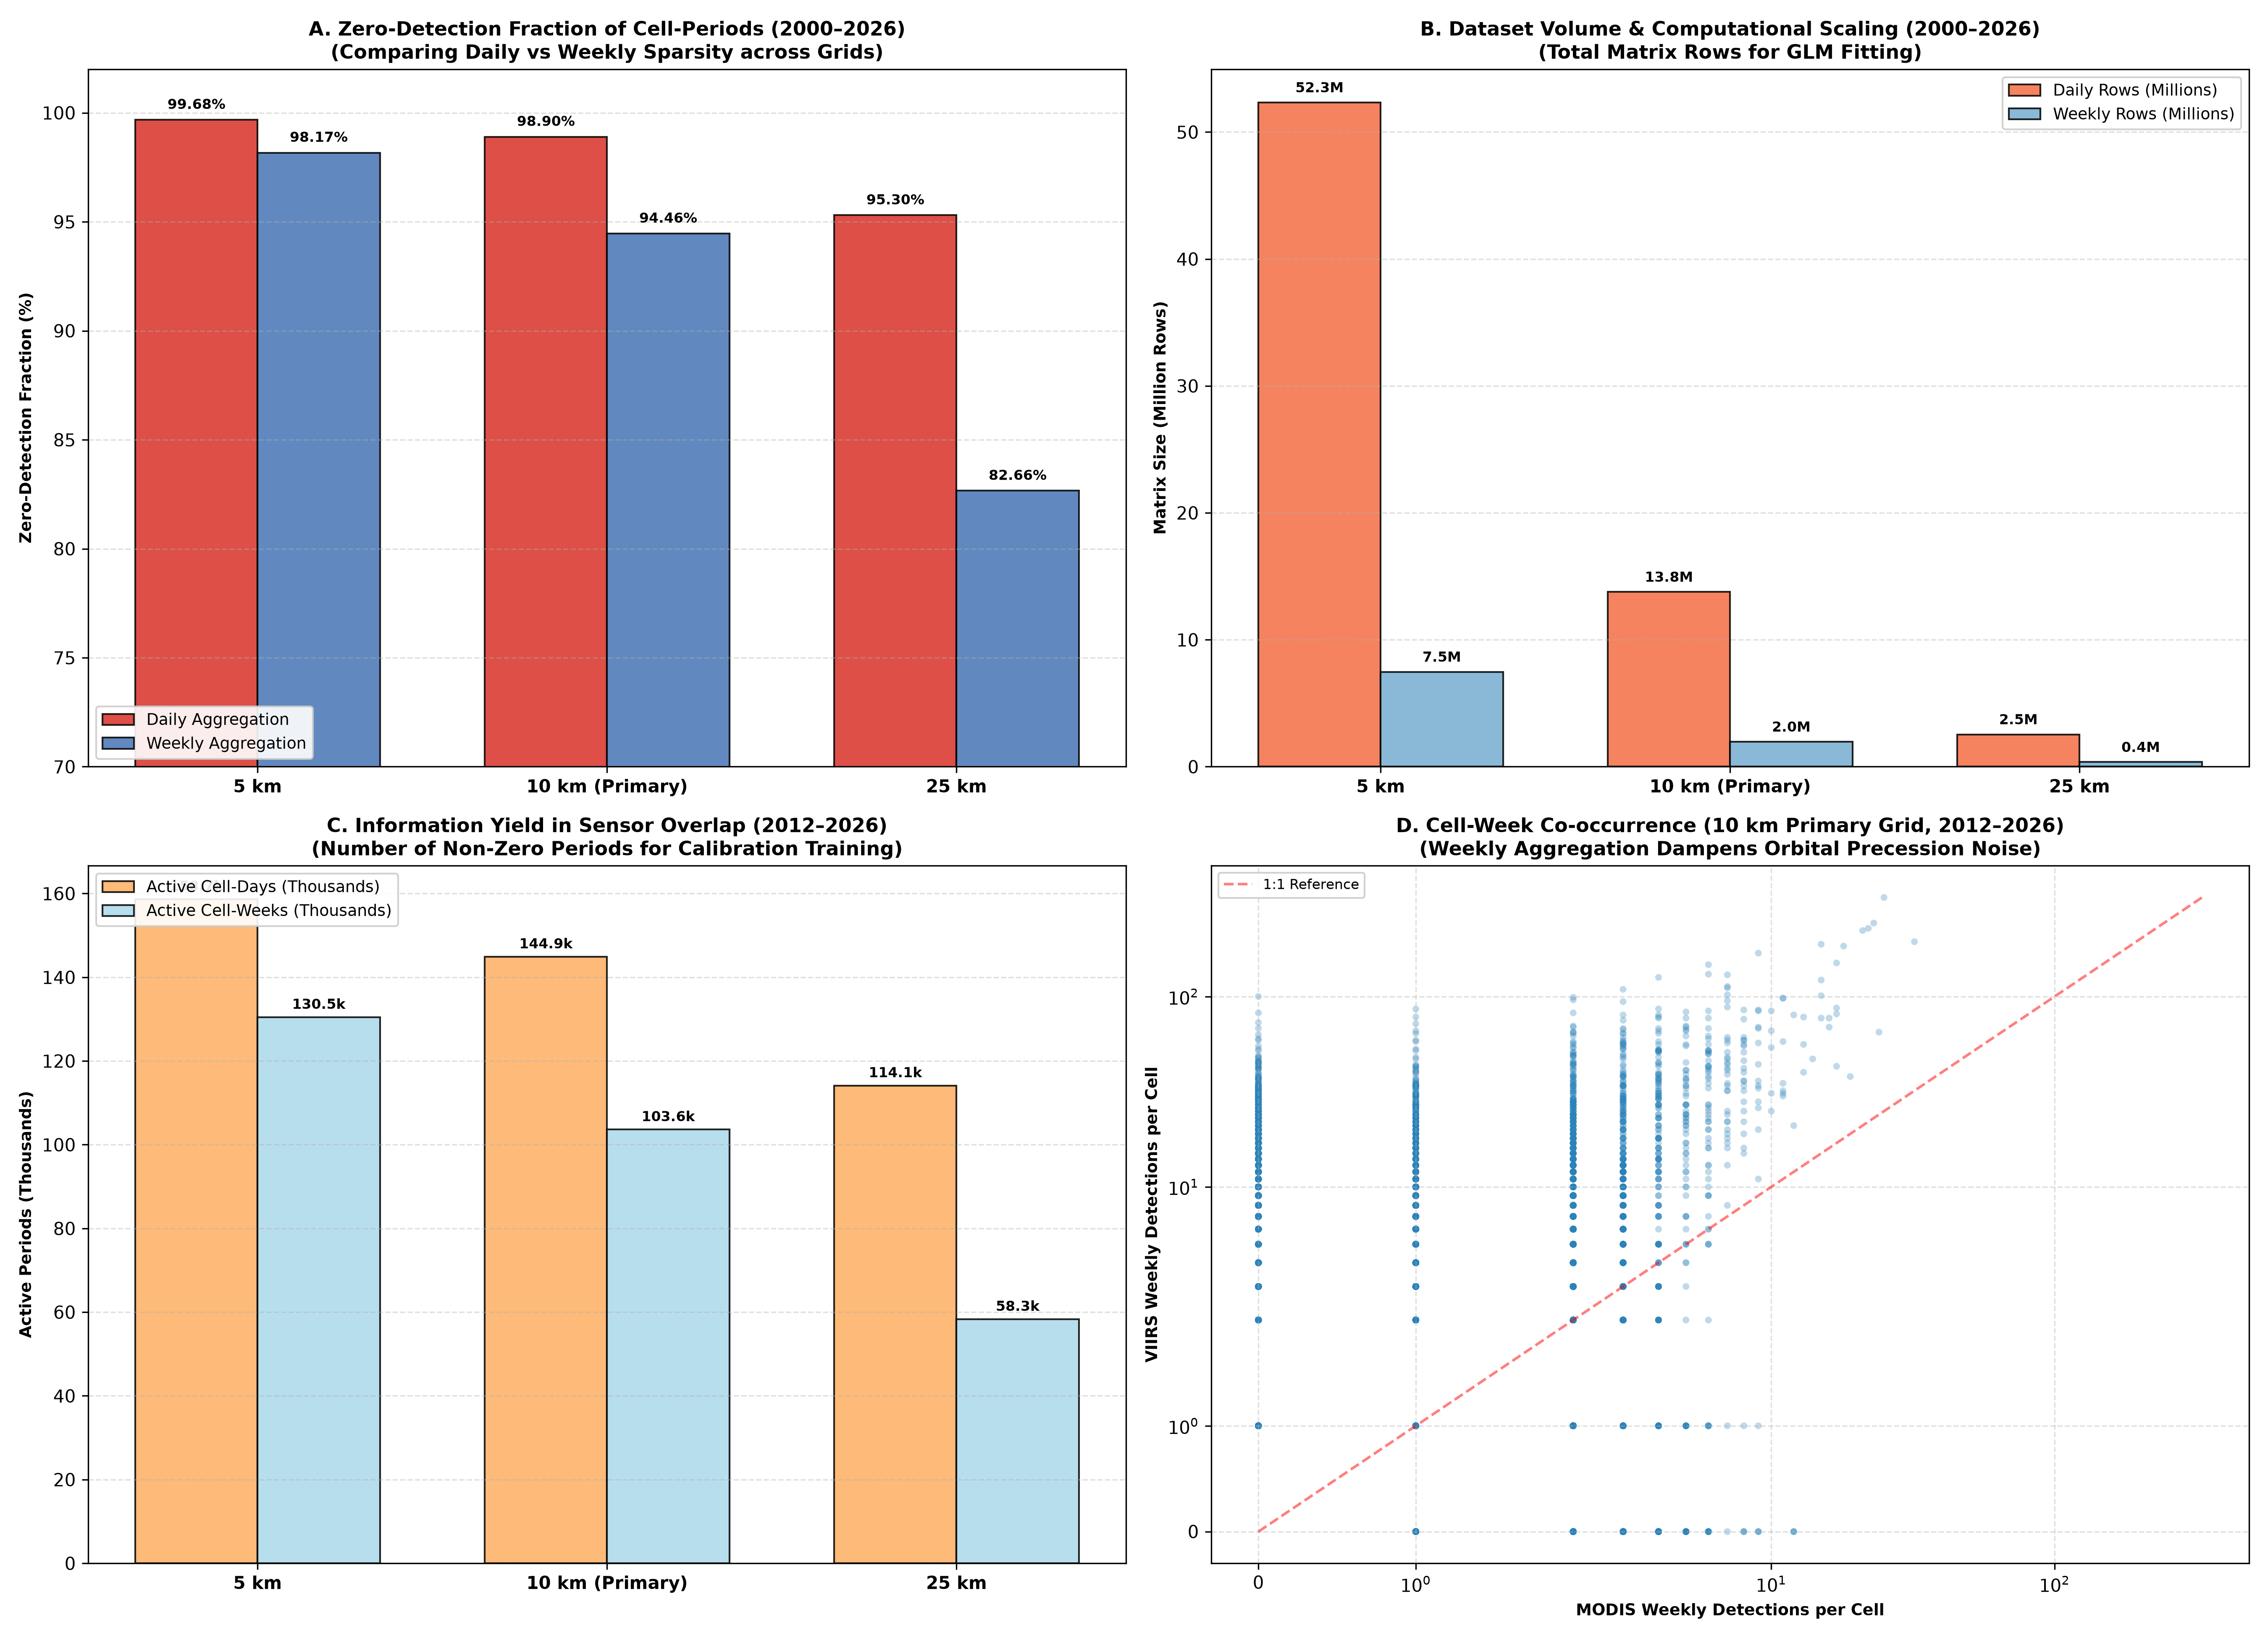 A. Zero-Detection Fraction of Cell-Periods (2000–2026)
(Comparing Daily vs Weekly Sparsity across Grids)
Zero-Detection Fraction (%)
100
95
90
85
80
75
70
99.68%
98.17%
98.90%
94.46%
95.30%
82.66%
Daily Aggregation
Weekly Aggregation
5 km
10 km (Primary)
25 km
B. Dataset Volume & Computational Scaling (2000–2026)
(Total Matrix Rows for GLM Fitting)
Matrix Size (Million Rows)
50
40
30
20
10
0
52.3M
7.5M
13.8M
2.0M
2.5M
0.4M
Daily Rows (Millions)
Weekly Rows (Millions)
5 km
10 km (Primary)
25 km
C. Information Yield in Sensor Overlap (2012–2026)
(Number of Non-Zero Periods for Calibration Training)
Active Periods (Thousands)
160
140
120
100
80
60
40
20
0
Active Cell-Days (Thousands)
Active Cell-Weeks (Thousands)
130.5k
144.9k
103.6k
114.1k
58.3k
5 km
10 km (Primary)
25 km
D. Cell-Week Co-occurrence (10 km Primary Grid, 2012–2026)
(Weekly Aggregation Dampens Orbital Precession Noise)
VIIRS Weekly Detections per Cell
10²
10¹
10⁰
0
1:1 Reference
0
10⁰
10¹
10²
MODIS Weekly Detections per Cell